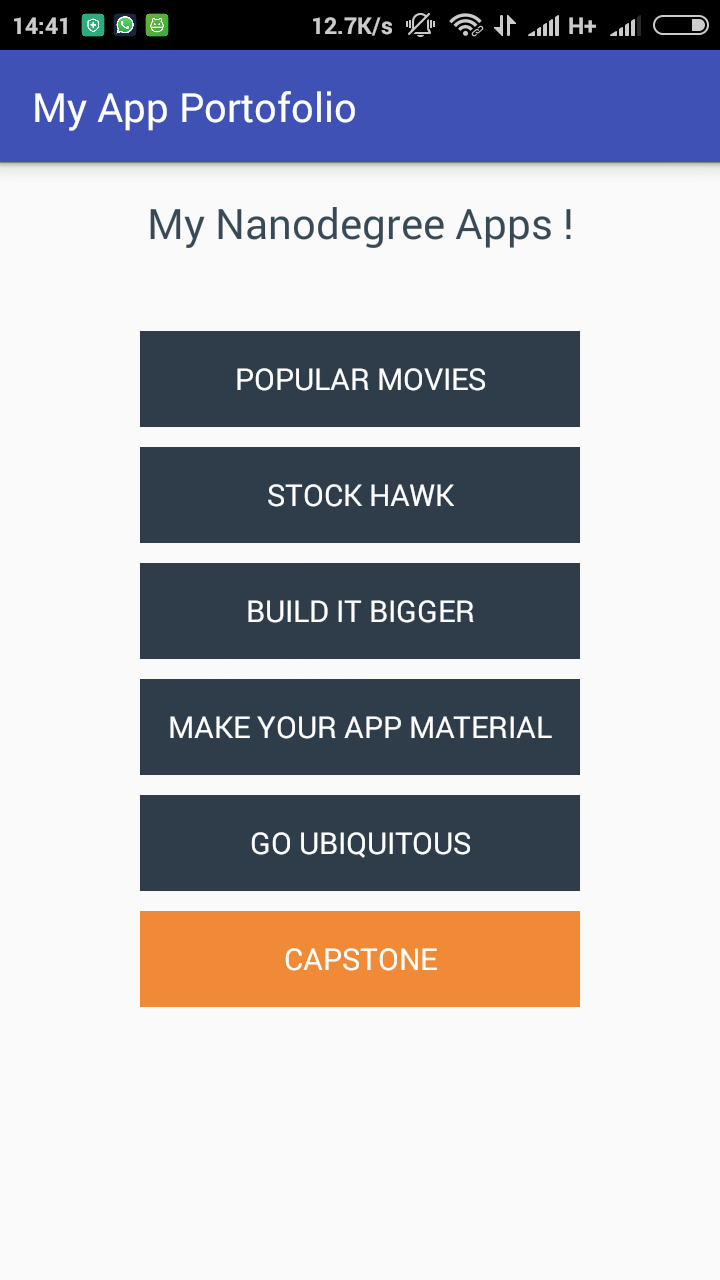 14:41 12.7K/s H+
My App Portofolio
My Nanodegree Apps !
POPULAR MOVIES
STOCK HAWK
BUILD IT BIGGER
MAKE YOUR APP MATERIAL
GO UBIQUITOUS
CAPSTONE